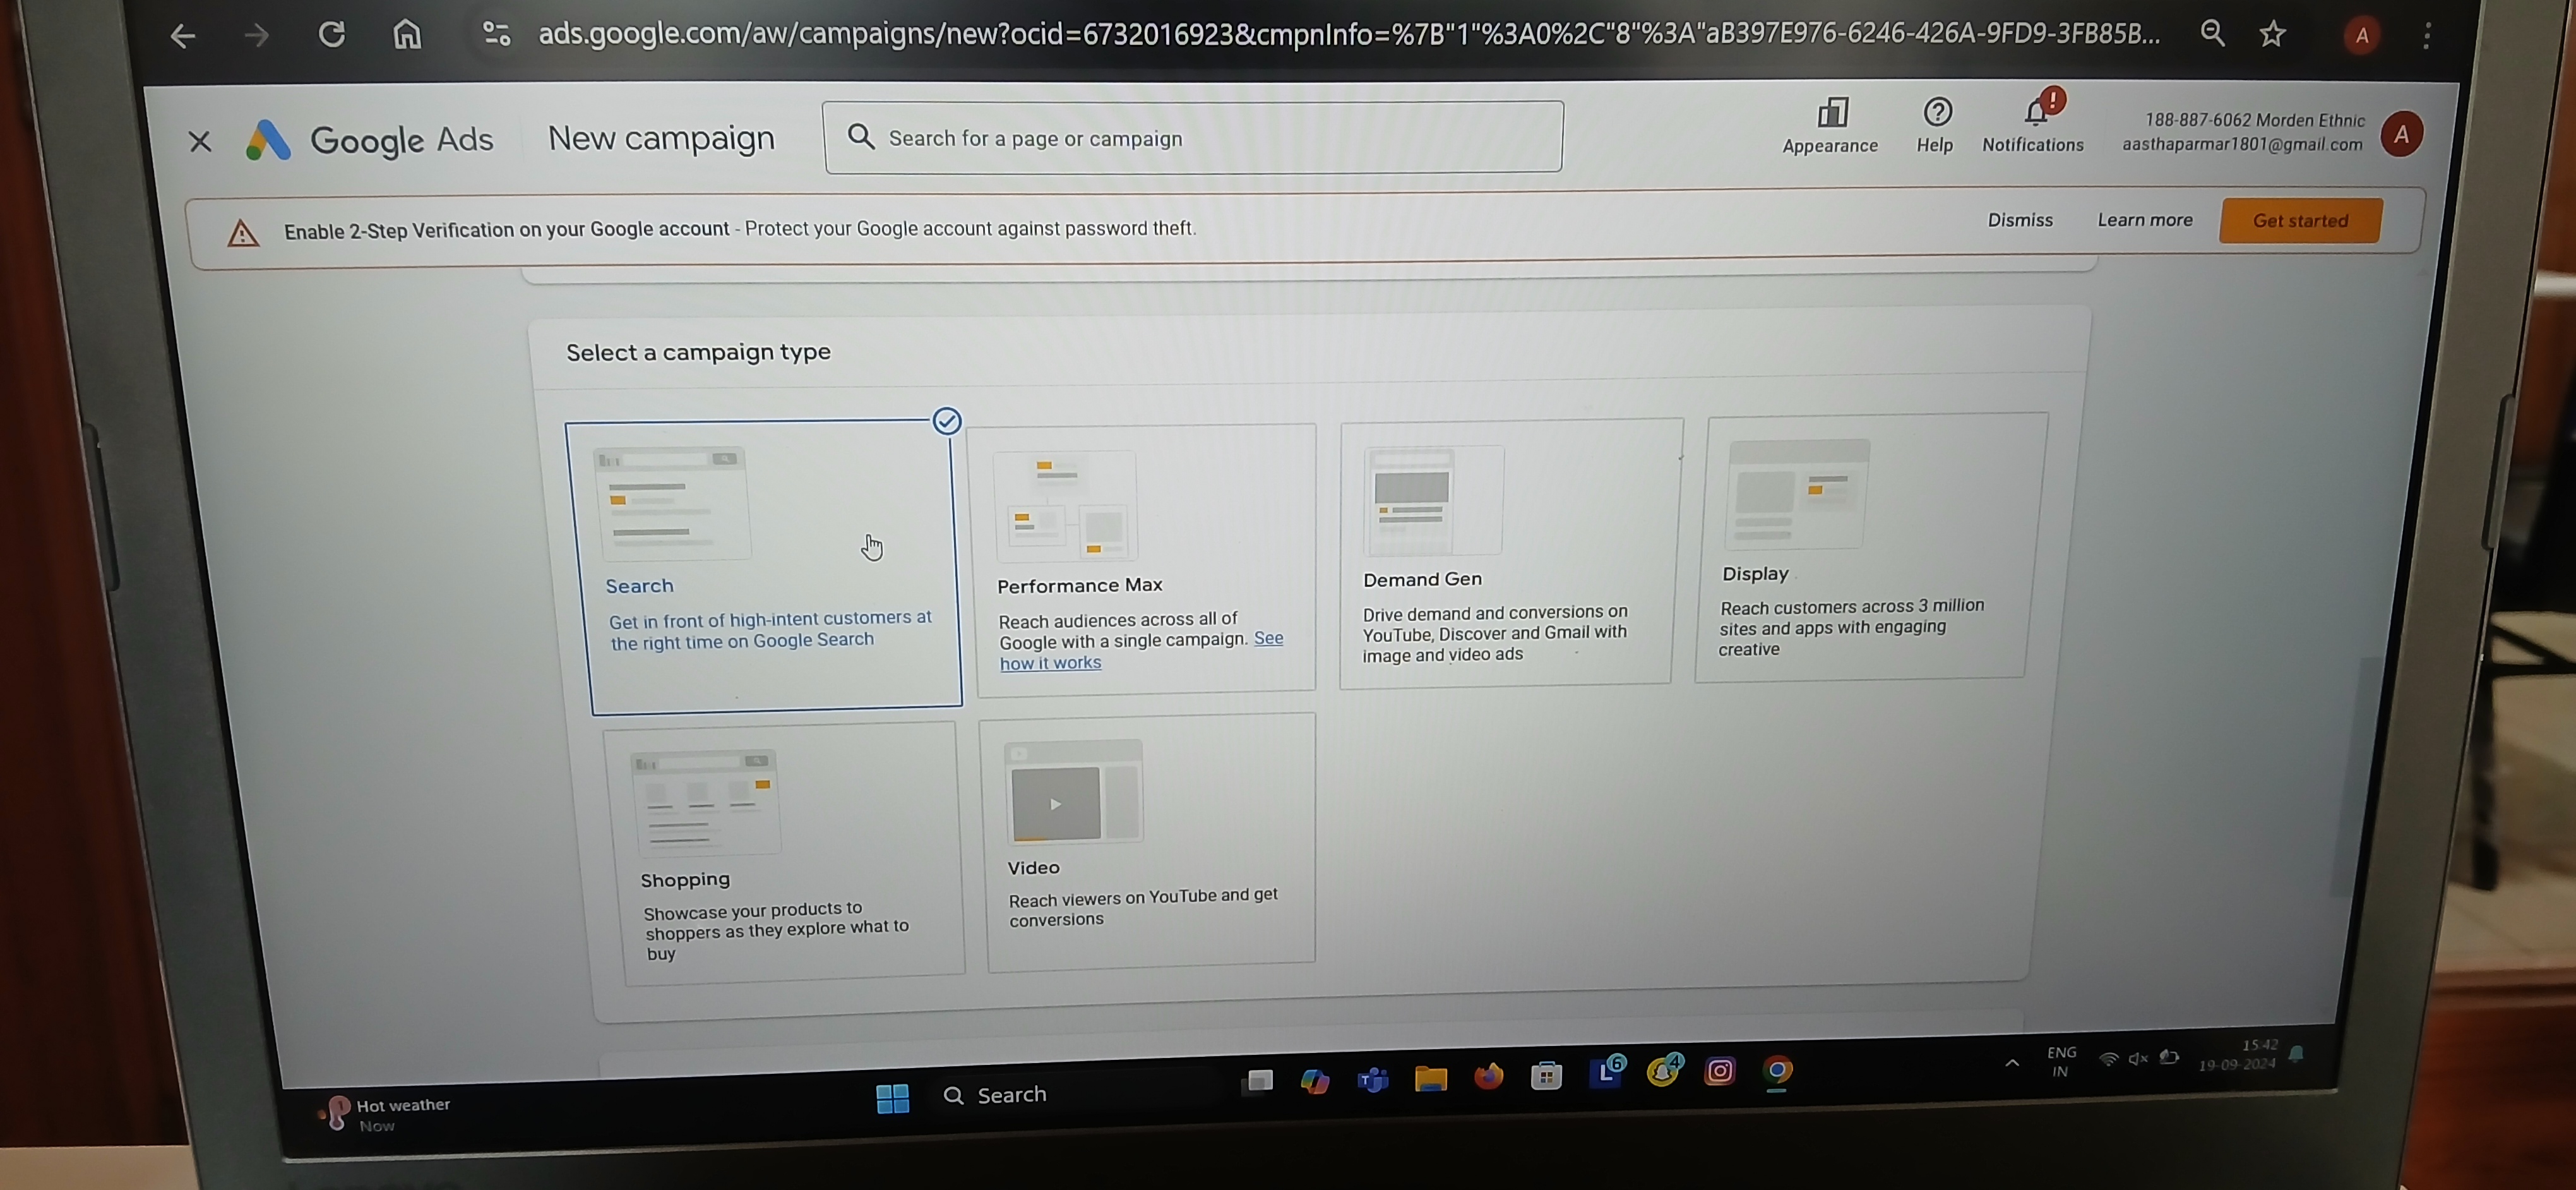 ads.google.com/aw/campaigns/new?ocid=6732016923&cmpnInfo=%7B"1"%3A0%2C"8"%3A"aB397E976-6246-426A-9FD9-3FB85B...
A
Google Ads
New campaign
Search for a page or campaign
Appearance
Help
Notifications
188-887-6062 Morden Ethnic
aasthaparmar1801@gmail.com
A
Enable 2-Step Verification on your Google account - Protect your Google account against password theft.
Dismiss
Learn more
Get started
Select a campaign type
Search
Get in front of high-intent customers at
the right time on Google Search
Performance Max
Reach audiences across all of
Google with a single campaign. See
how it works
Demand Gen
Drive demand and conversions on
YouTube, Discover and Gmail with
image and video ads
Display
Reach customers across 3 million
sites and apps with engaging
creative
Shopping
Showcase your products to
shoppers as they explore what to
buy
Video
Reach viewers on YouTube and get
conversions
Hot weather
Now
Search
6
4
ENG
IN
15:42
19-09-2024